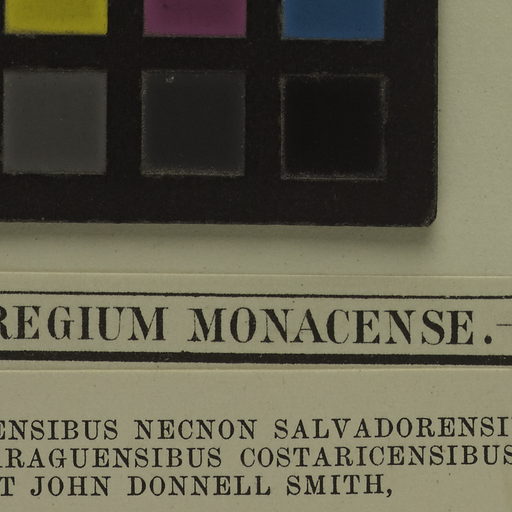 REGIUM MONACENSE.—
ENSIBUS NECNON SALVADORENSI
ARAGUENSIBUS COSTARICENSIBUS
T JOHN DONNELL SMITH,